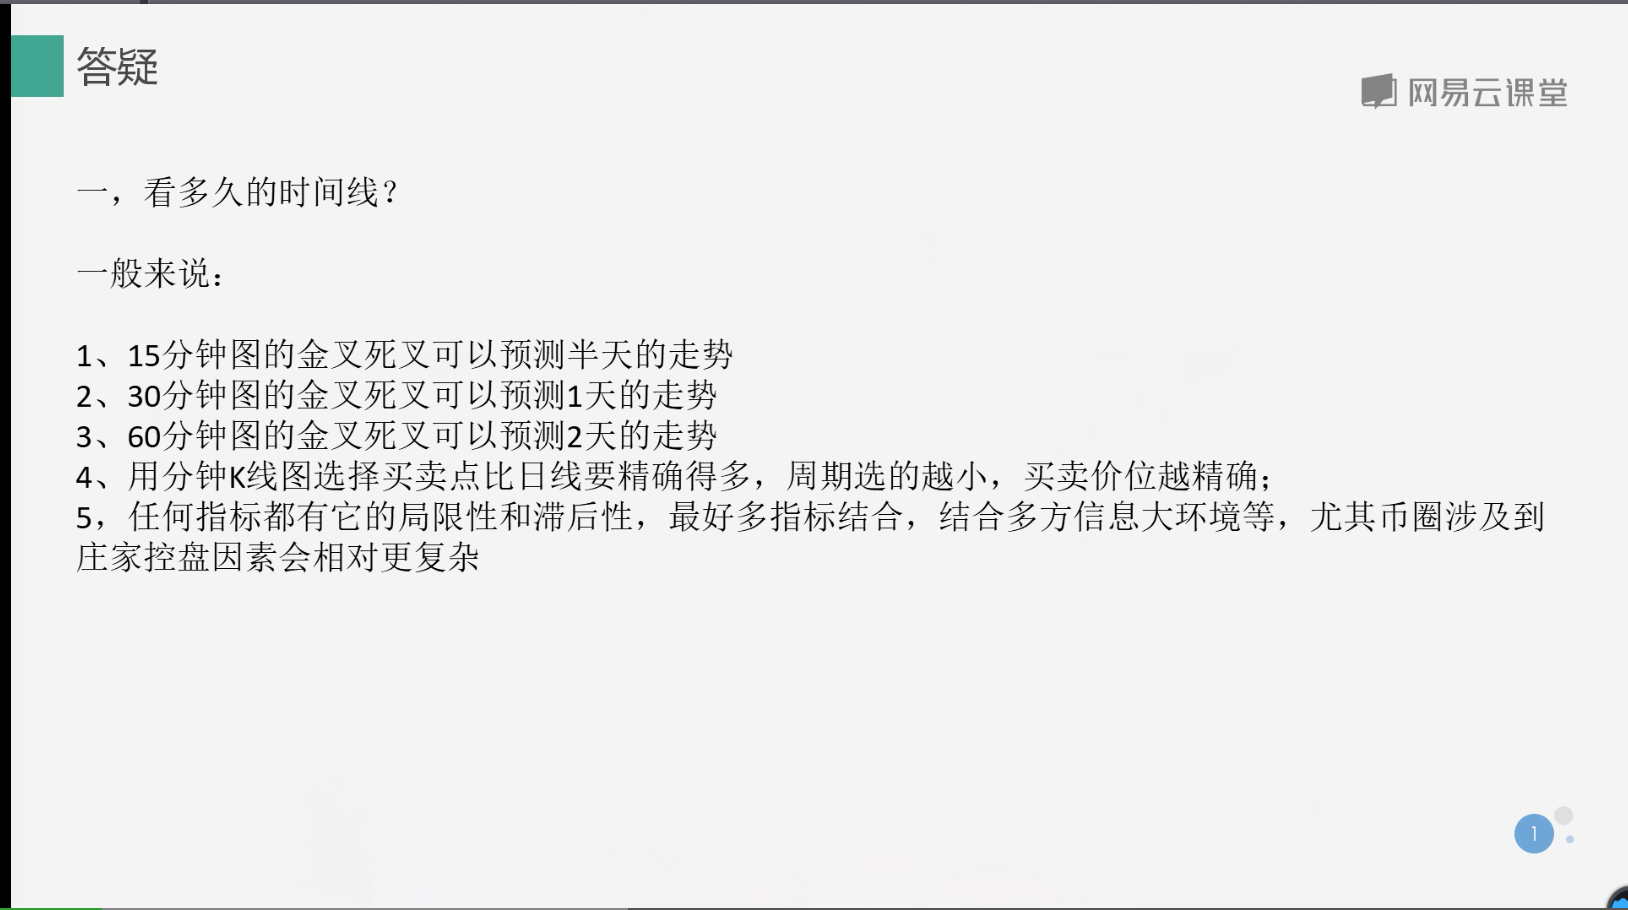 答疑
网易云课堂
一，看多久的时间线？
一般来说：
1、15分钟图的金叉死叉可以预测半天的走势
2、30分钟图的金叉死叉可以预测1天的走势
3、60分钟图的金叉死叉可以预测2天的走势
4、用分钟K线图选择买卖点比日线要精确得多，周期选的越小，买卖价位越精确；
5，任何指标都有它的局限性和滞后性，最好多指标结合，结合多方信息大环境等，尤其币圈涉及到
庄家控盘因素会相对更复杂
1